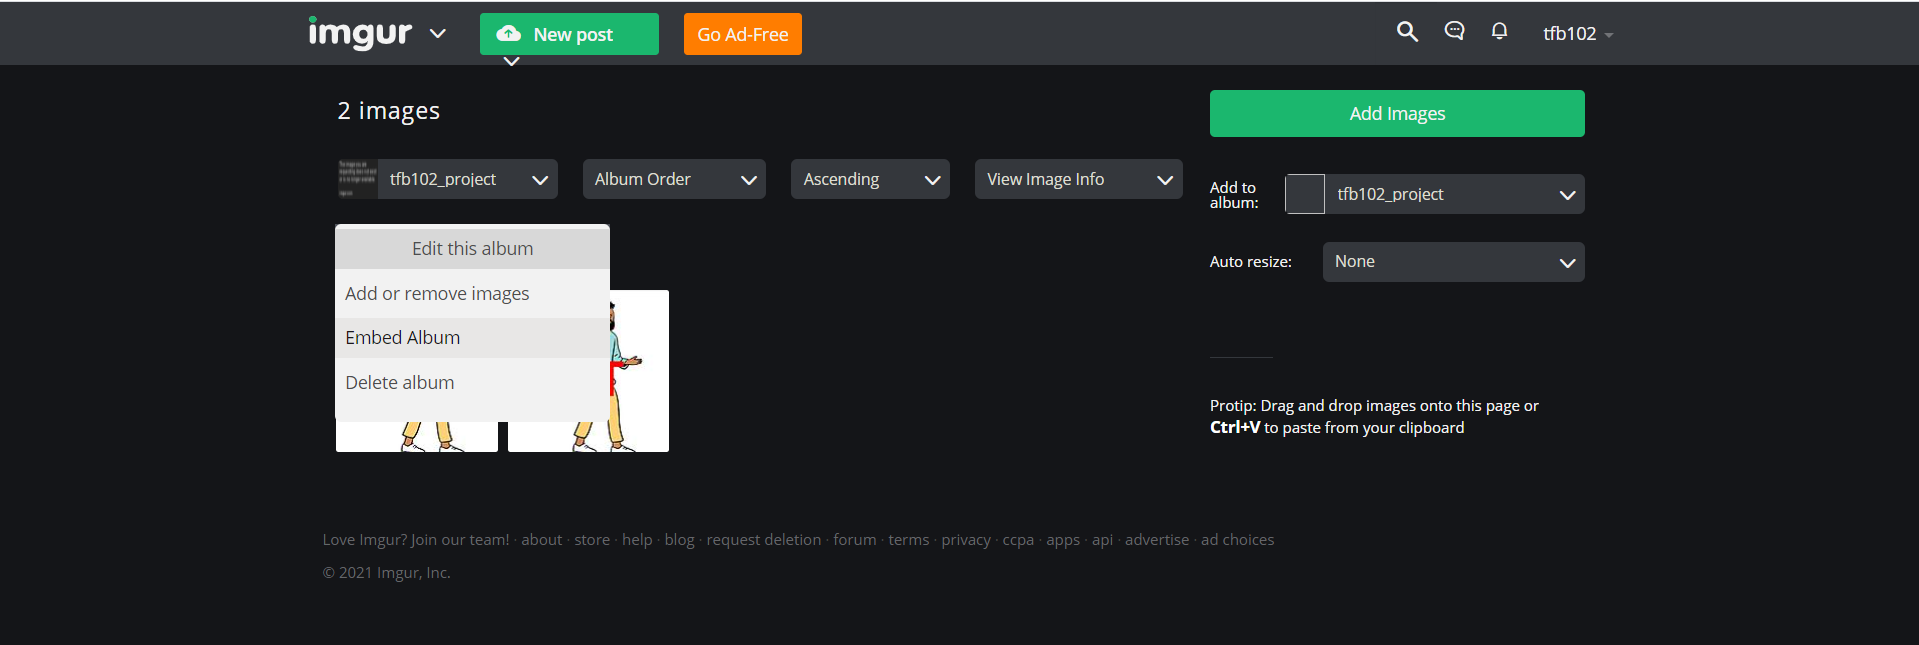 imgur New post Go Ad-Free tfb102
2 images
tfb102_project Album Order Ascending View Image Info
Edit this album
Add or remove images
Embed Album
Delete album
Add Images
Add to
album:
tfb102_project
Auto resize: None
Protip: Drag and drop images onto this page or
Ctrl+V to paste from your clipboard
Love Imgur? Join our team! · about · store · help · blog · request deletion · forum · terms · privacy · ccpa · apps · api · advertise · ad choices
© 2021 Imgur, Inc.